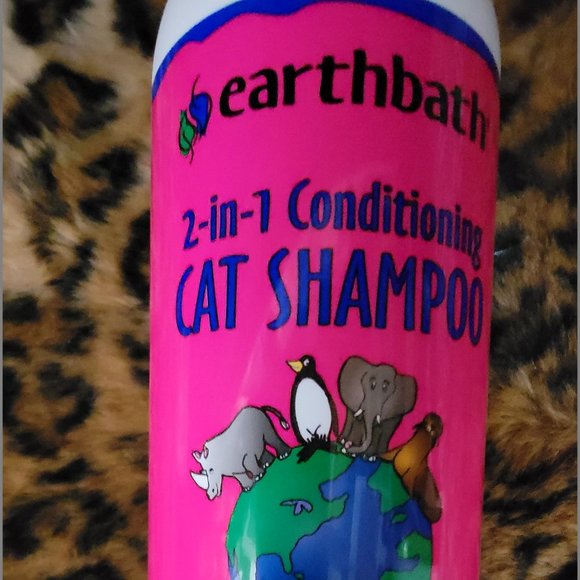 earthbath
2-in-1 Conditioning
CAT SHAMPOO